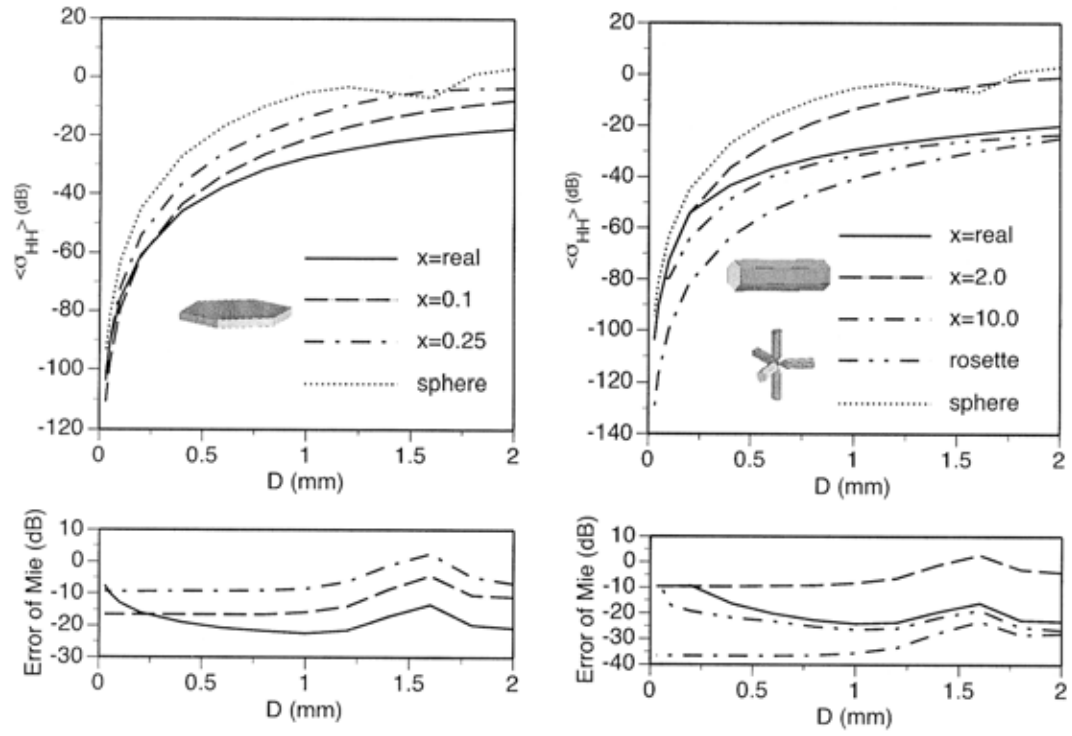 20
0
-20
-40
-60
-80
-100
-120
<σHH> (dB)
x=real
x=0.1
x=0.25
sphere
0
0.5
1
1.5
2
D (mm)
20
0
-20
-40
-60
-80
-100
-120
-140
<σHH> (dB)
x=real
x=2.0
x=10.0
rosette
sphere
0
0.5
1
1.5
2
D (mm)
10
0
-10
-20
-30
Error of Mie (dB)
0
0.5
1
1.5
2
D (mm)
10
0
-10
-20
-30
-40
Error of Mie (dB)
0
0.5
1
1.5
2
D (mm)